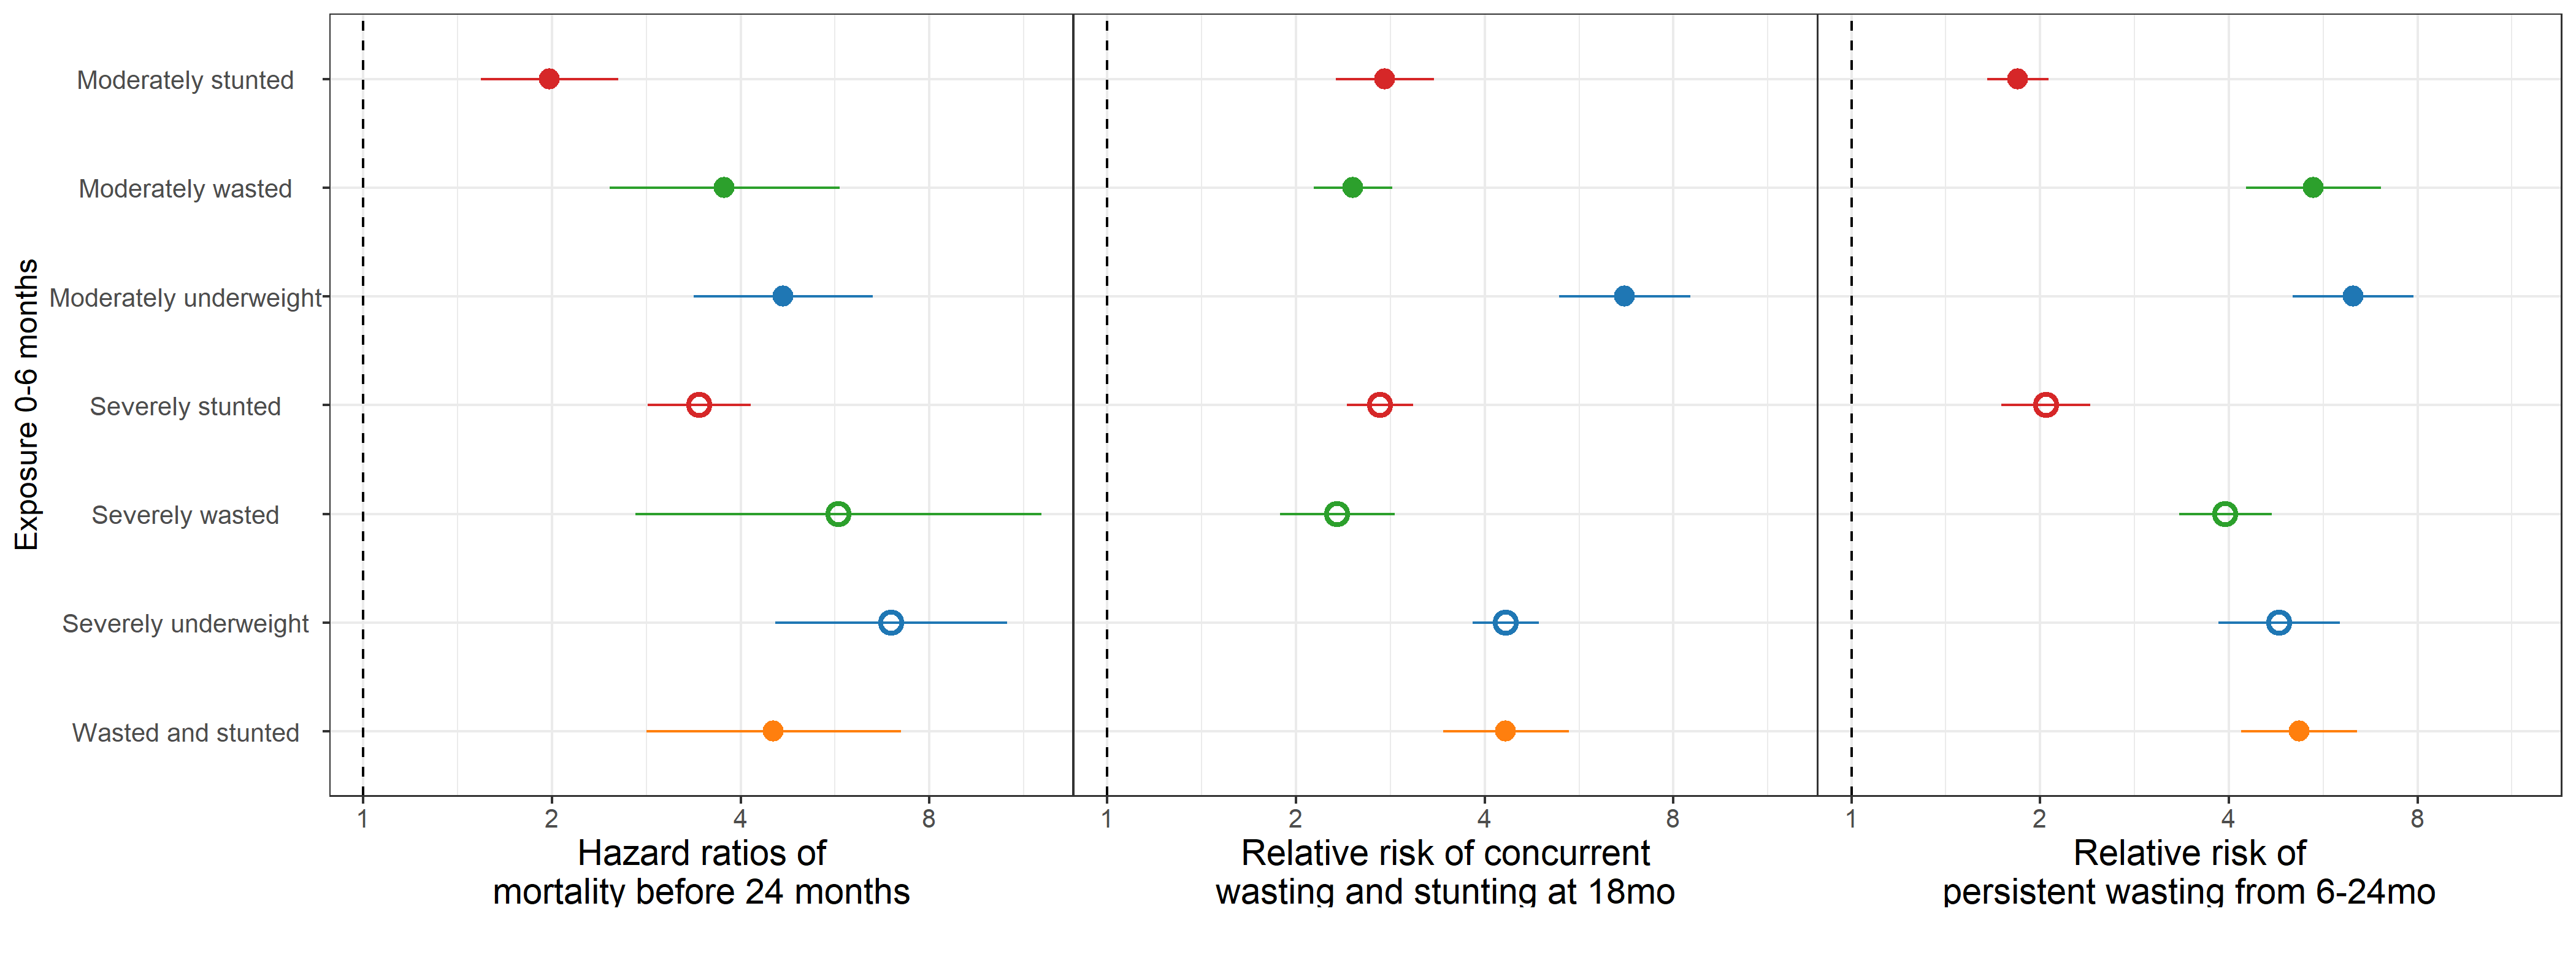 Exposure 0-6 months
Moderately stunted
Moderately wasted
Moderately underweight
Severely stunted
Severely wasted
Severely underweight
Wasted and stunted
1 2 4 8 1 2 4 8 1 2 4 8
Hazard ratios of
mortality before 24 months
Relative risk of concurrent
wasting and stunting at 18mo
Relative risk of
persistent wasting from 6-24mo